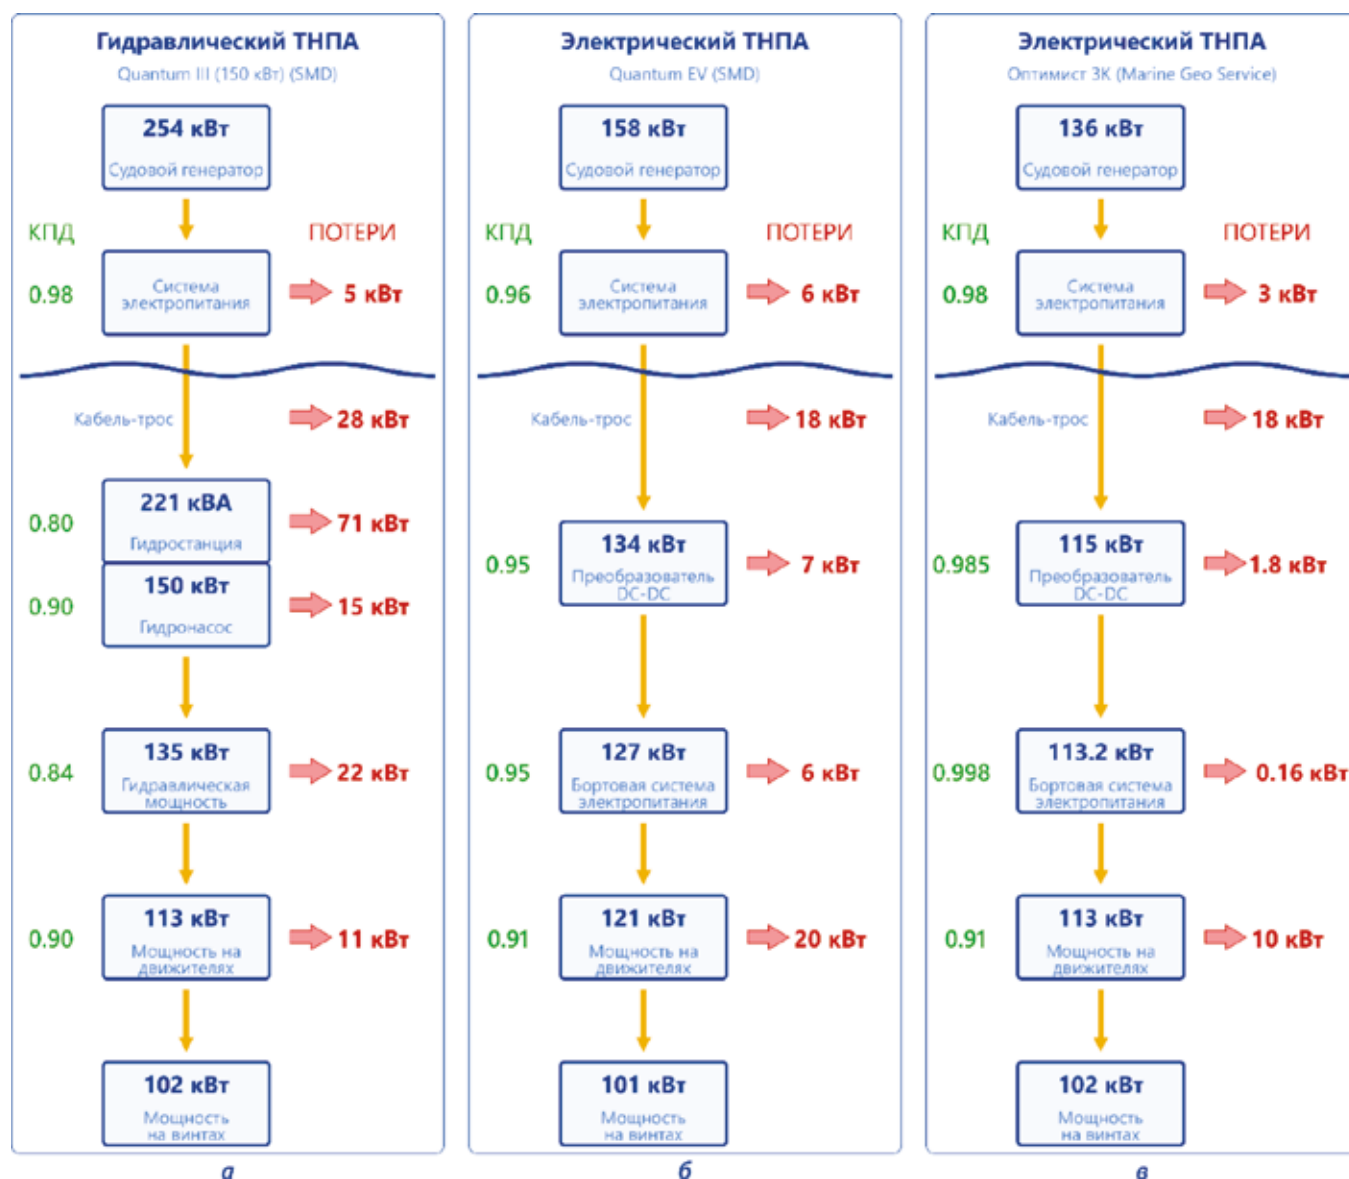 Гидравлический ТНПА
Quantum III (150 кВт) (SMD)
254 кВт
Судовой генератор
КПД
ПОТЕРИ
0.98
Система
электропитания
5 кВт
Кабель-трос
28 кВт
221 кВА
0.80
Гидростанция
71 кВт
150 кВт
0.90
Гидронасос
15 кВт
135 кВт
0.84
Гидравлическая
мощность
22 кВт
113 кВт
0.90
Мощность на
движителях
11 кВт
102 кВт
Мощность
на винтах
а
Электрический ТНПА
Quantum EV (SMD)
158 кВт
Судовой генератор
КПД
ПОТЕРИ
0.96
Система
электропитания
6 кВт
Кабель-трос
18 кВт
134 кВт
0.95
Преобразователь
DC-DC
7 кВт
127 кВт
0.95
Бортовая система
электропитания
6 кВт
121 кВт
0.91
Мощность на
движителях
20 кВт
101 кВт
Мощность
на винтах
б
Электрический ТНПА
Оптимист 3К (Marine Geo Service)
136 кВт
Судовой генератор
КПД
ПОТЕРИ
0.98
Система
электропитания
3 кВт
Кабель-трос
18 кВт
115 кВт
0.985
Преобразователь
DC-DC
1.8 кВт
113.2 кВт
0.998
Бортовая система
электропитания
0.16 кВт
113 кВт
0.91
Мощность на
движителях
10 кВт
102 кВт
Мощность
на винтах
в